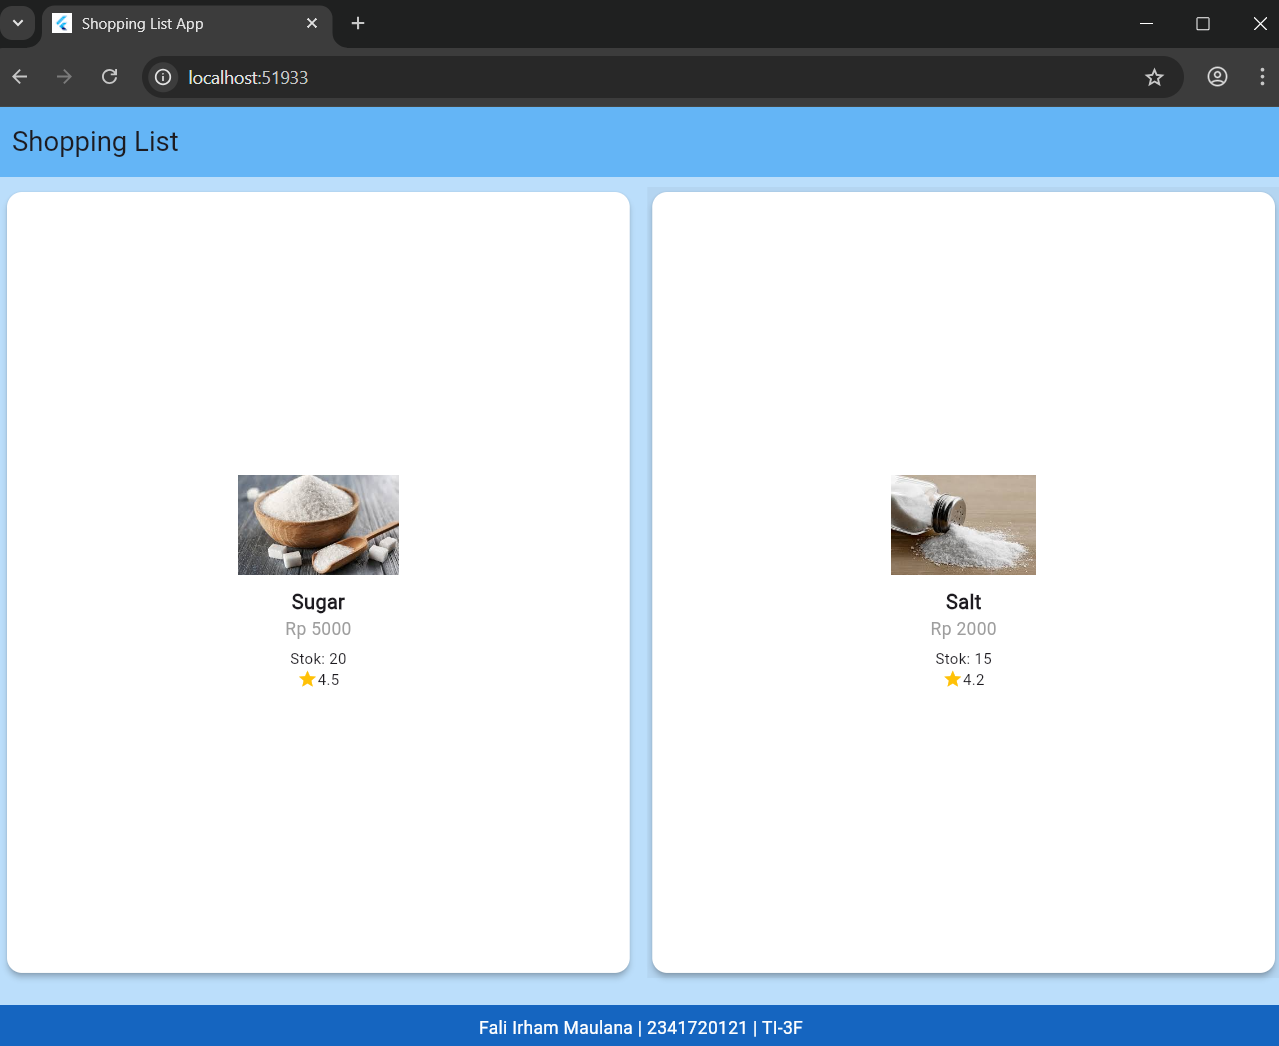 Shopping List App
localhost:51933
Shopping List
Sugar
Rp 5000
Stok: 20
4.5
Salt
Rp 2000
Stok: 15
4.2
Fali Irham Maulana | 2341720121 | TI-3F